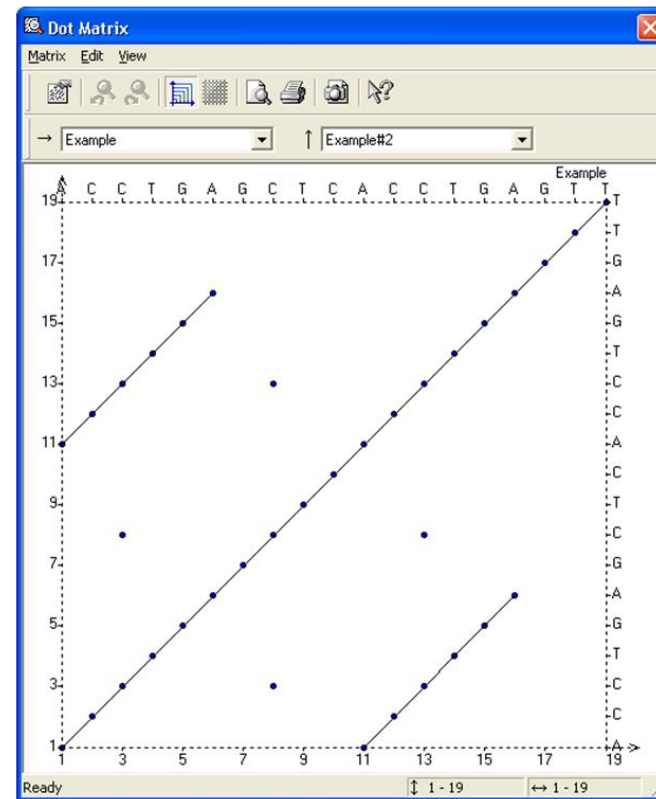 Dot Matrix
Matrix Edit View
→ Example ↑ Example#2
Example
A C C T G A G C T C A C C T G A G T T
19 T
T
17 G
A
15 G
T
13 C
C
11 A
C
9 T
C
7 G
A
5 G
T
3 C
C
1 A
1 3 5 7 9 11 13 15 17 19
Ready 1 - 19 1 - 19